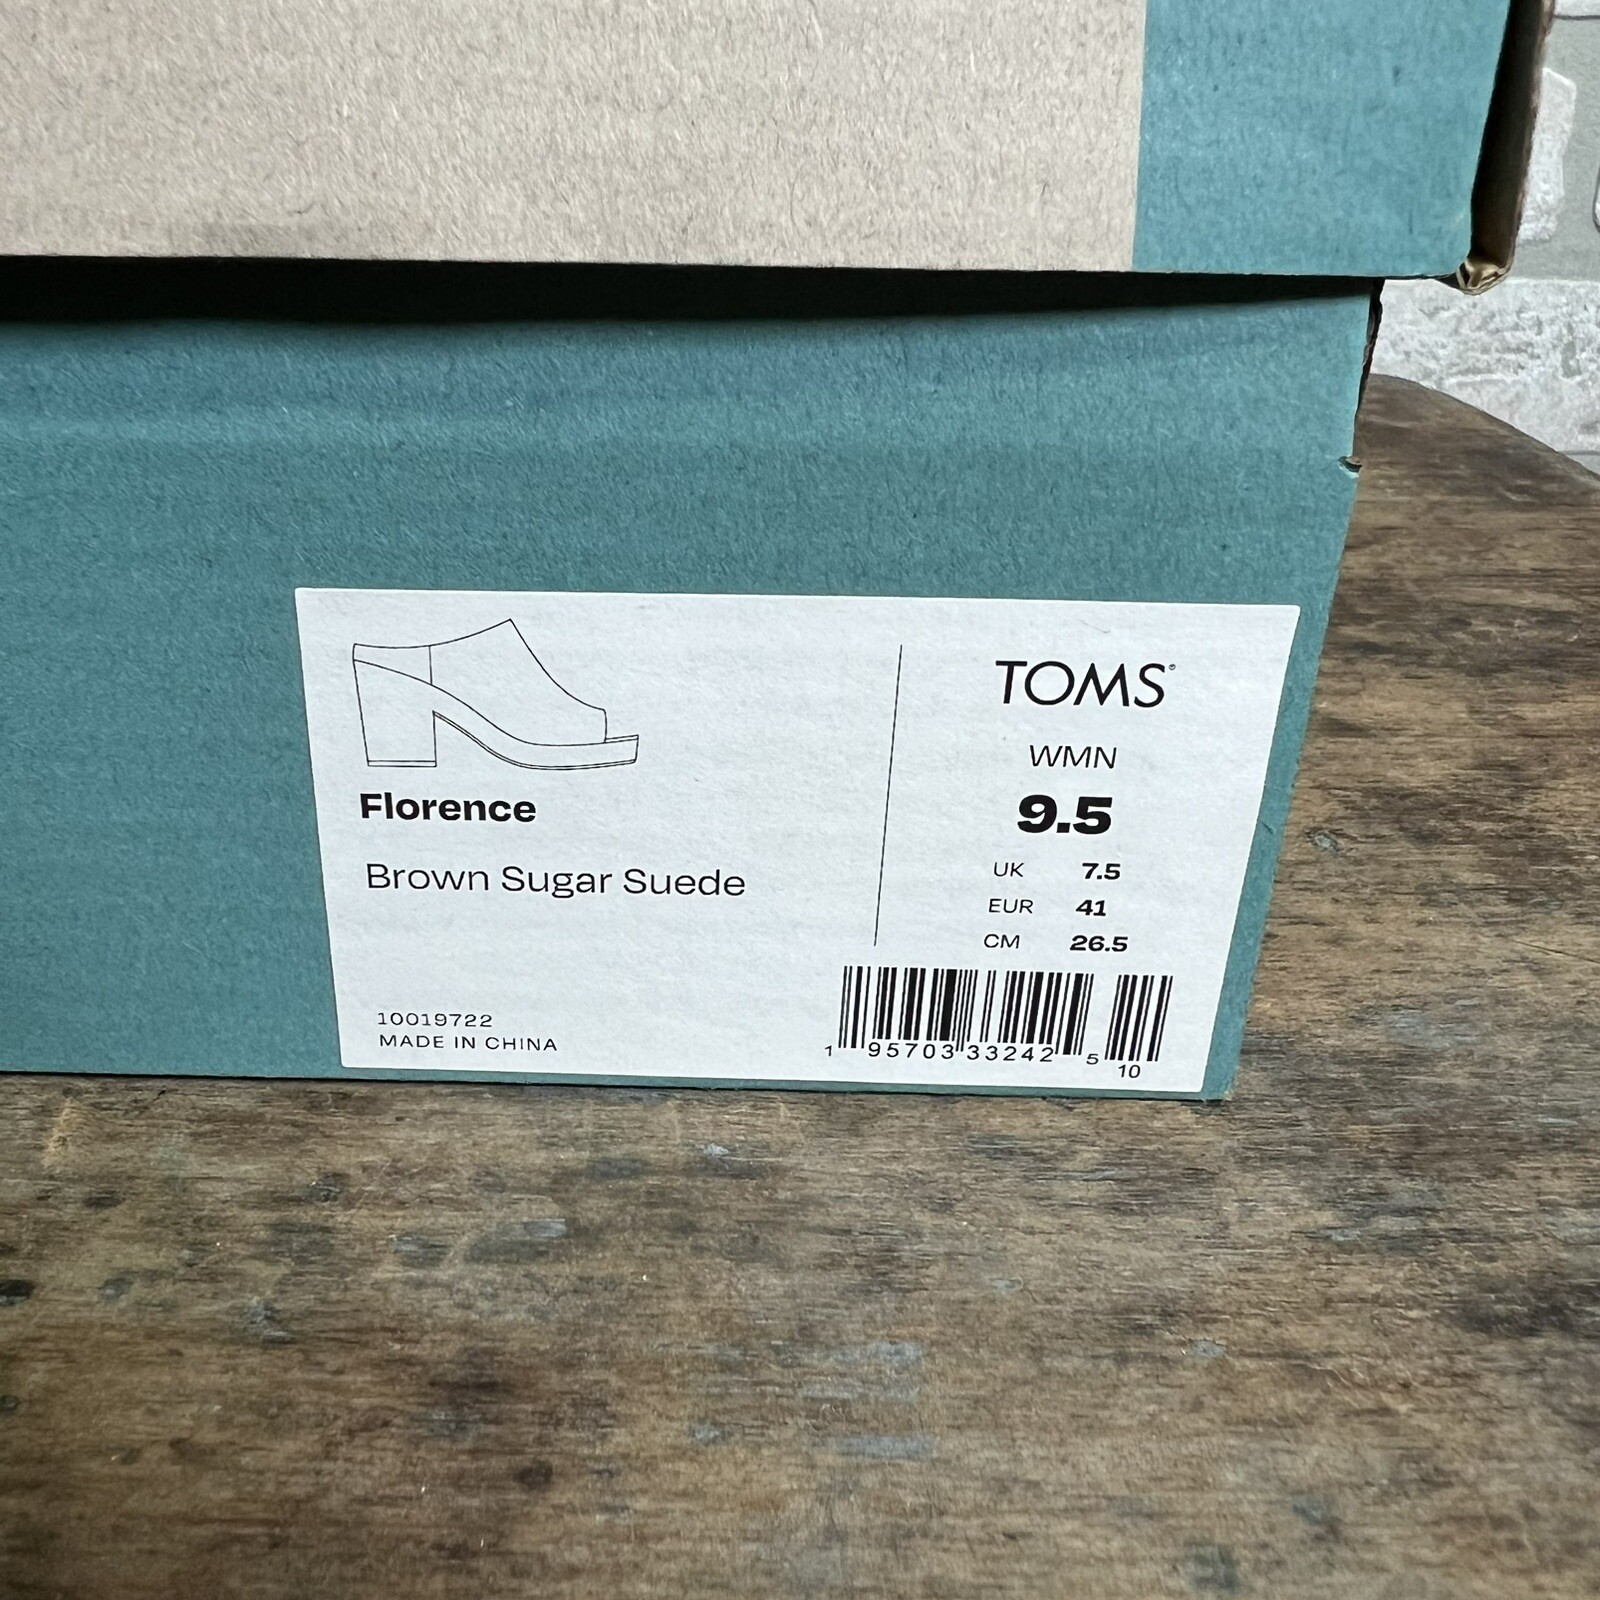 Florence
Brown Sugar Suede
10019722
MADE IN CHINA
TOMS®
WMN
9.5
UK 7.5
EUR 41
CM 26.5
1 95703 33242 5 10